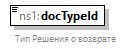 ns1:docTypeId
Тип Решения о возврате